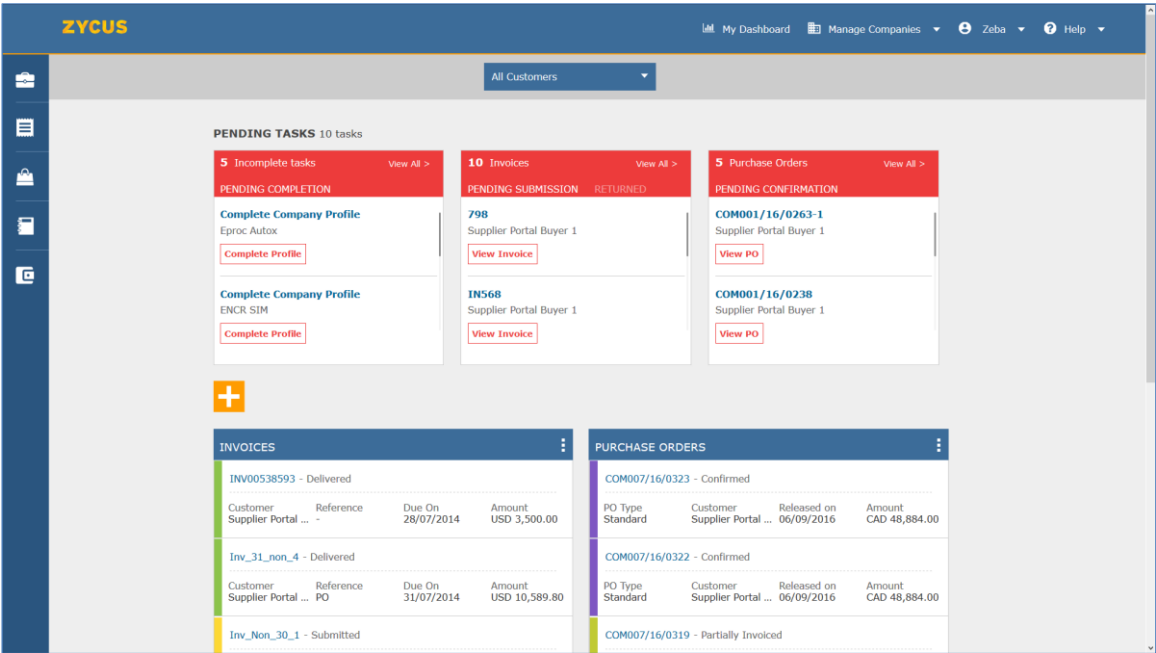 ZYCUS
My Dashboard Manage Companies Zeba Help
All Customers
PENDING TASKS 10 tasks
5 Incomplete tasks View All >
PENDING COMPLETION
Complete Company Profile
Eproc Autox
Complete Profile
Complete Company Profile
ENCR SIM
Complete Profile
10 Invoices View All >
PENDING SUBMISSION RETURNED
798
Supplier Portal Buyer 1
View Invoice
IN568
Supplier Portal Buyer 1
View Invoice
5 Purchase Orders View All >
PENDING CONFIRMATION
COM001/16/0263-1
Supplier Portal Buyer 1
View PO
COM001/16/0238
Supplier Portal Buyer 1
View PO
INVOICES
INV00538593 - Delivered
Customer Reference Due On Amount
Supplier Portal ... - 28/07/2014 USD 3,500.00
Inv_31_non_4 - Delivered
Customer Reference Due On Amount
Supplier Portal ... PO 31/07/2014 USD 10,589.80
Inv_Non_30_1 - Submitted
PURCHASE ORDERS
COM007/16/0323 - Confirmed
PO Type Customer Released on Amount
Standard Supplier Portal ... 06/09/2016 CAD 48,884.00
COM007/16/0322 - Confirmed
PO Type Customer Released on Amount
Standard Supplier Portal ... 06/09/2016 CAD 48,884.00
COM007/16/0319 - Partially Invoiced